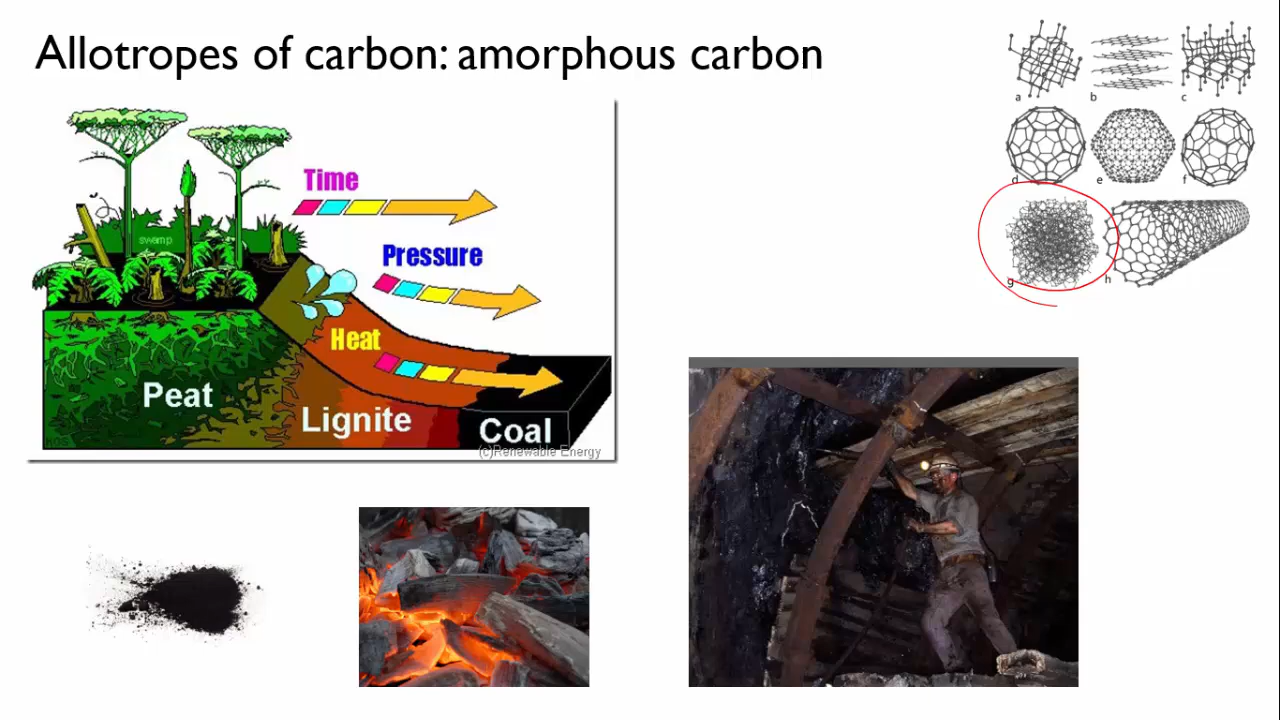 Allotropes of carbon: amorphous carbon
a
b
c
d
e
f
g
h
swamp
Time
Pressure
Heat
Peat
Lignite
Coal
(c)Renewable Energy